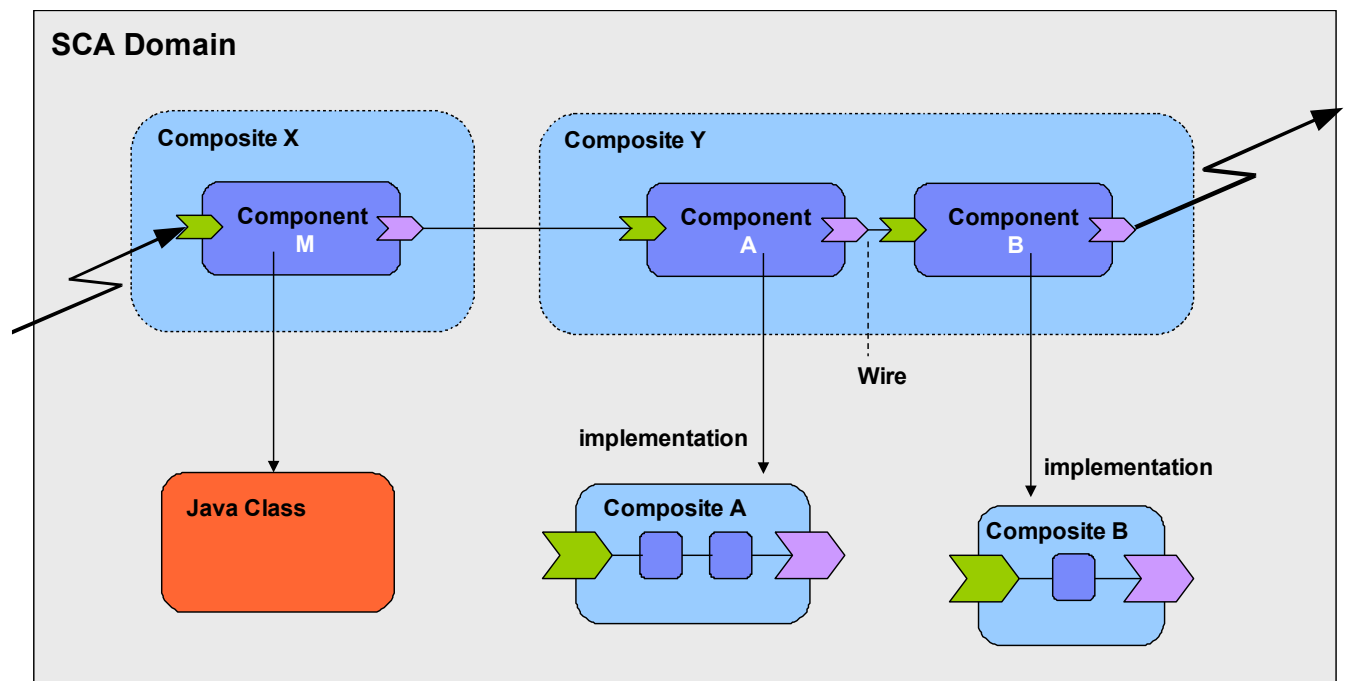 SCA Domain
Composite X
Composite Y
Component
M
Component
A
Component
B
Wire
implementation
implementation
Java Class
Composite A
Composite B